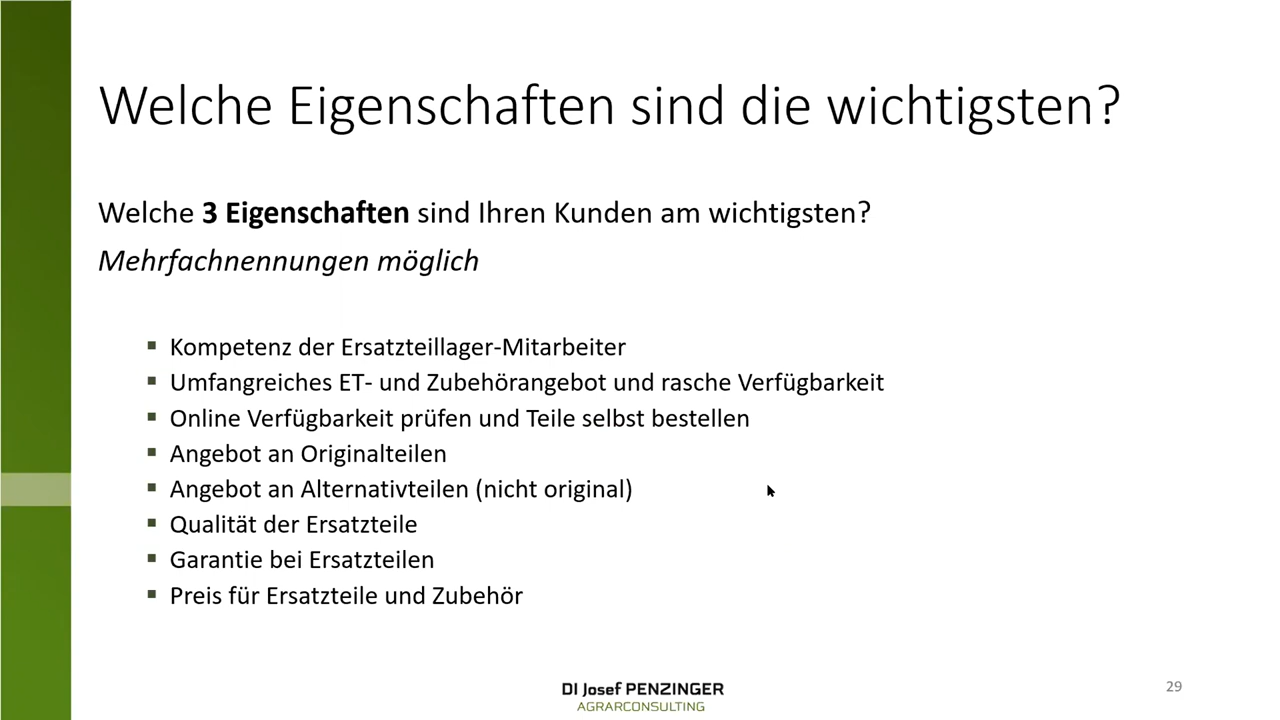 Welche Eigenschaften sind die wichtigsten?
Welche 3 Eigenschaften sind Ihren Kunden am wichtigsten?
Mehrfachnennungen möglich
▪ Kompetenz der Ersatzteillager-Mitarbeiter
▪ Umfangreiches ET- und Zubehörangebot und rasche Verfügbarkeit
▪ Online Verfügbarkeit prüfen und Teile selbst bestellen
▪ Angebot an Originalteilen
▪ Angebot an Alternativteilen (nicht original)
▪ Qualität der Ersatzteile
▪ Garantie bei Ersatzteilen
▪ Preis für Ersatzteile und Zubehör
DI Josef PENZINGER
AGRARCONSULTING
29